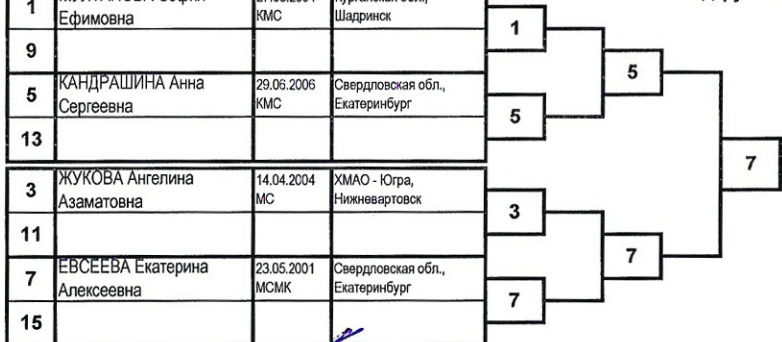 1
Ефимовна
КМС
Шадринск
9
5 КАНДРАШИНА Анна 29.06.2006 Свердловская обл.,
Сергеевна КМС Екатеринбург
13
3 ЖУКОВА Ангелина 14.04.2004 ХМАО - Югра,
Азаматовна МС Нижневартовск
11
7 ЕВСЕЕВА Екатерина 23.05.2001 Свердловская обл.,
Алексеевна МСМК Екатеринбург
15
1
5
5
3
7
7
7